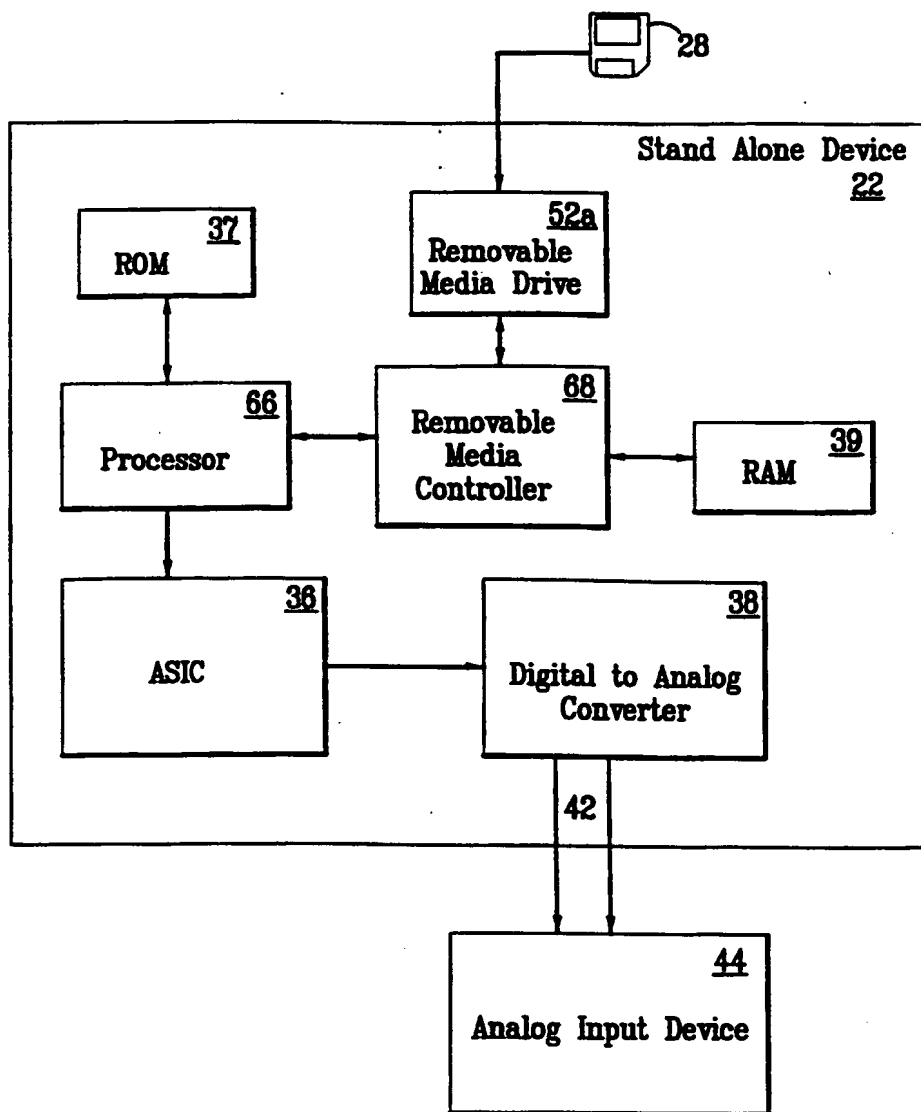 28
Stand Alone Device
22
37
ROM
52a
Removable
Media Drive
66
Processor
68
Removable
Media
Controller
39
RAM
36
ASIC
38
Digital to Analog
Converter
42
44
Analog Input Device